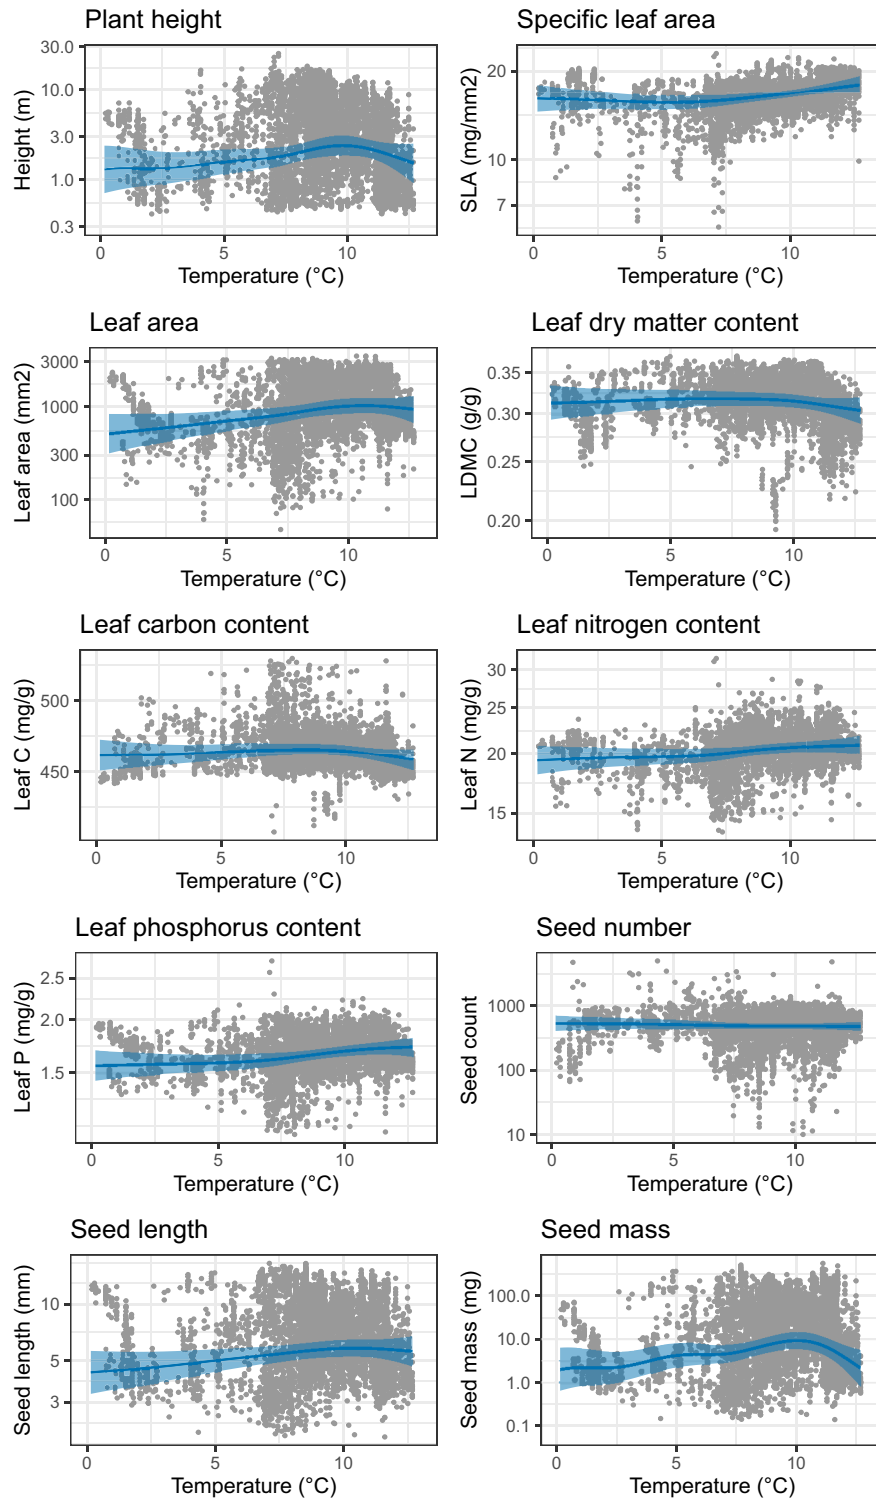 Plant height
Specific leaf area
30.0
10.0
3.0
1.0
0.3
Height (m)
0
5
10
Temperature (°C)
20
10
7
SLA (mg/mm2)
0
5
10
Temperature (°C)
Leaf area
Leaf dry matter content
3000
1000
300
100
Leaf area (mm2)
0
5
10
Temperature (°C)
0.35
0.30
0.25
0.20
LDMC (g/g)
0
5
10
Temperature (°C)
Leaf carbon content
Leaf nitrogen content
500
450
Leaf C (mg/g)
0
5
10
Temperature (°C)
30
25
20
15
Leaf N (mg/g)
0
5
10
Temperature (°C)
Leaf phosphorus content
Seed number
2.5
2.0
1.5
Leaf P (mg/g)
0
5
10
Temperature (°C)
1000
100
10
Seed count
0
5
10
Temperature (°C)
Seed length
Seed mass
10
5
3
Seed length (mm)
0
5
10
Temperature (°C)
100.0
10.0
1.0
0.1
Seed mass (mg)
0
5
10
Temperature (°C)